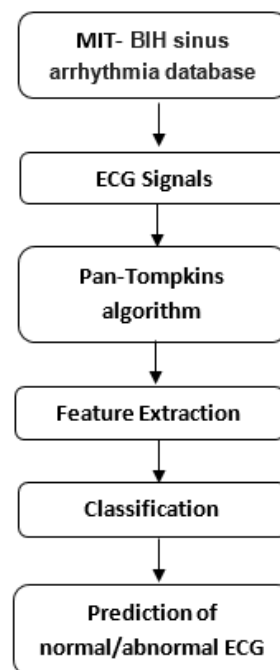 MIT- BIH sinus
arrhythmia database
ECG Signals
Pan-Tompkins
algorithm
Feature Extraction
Classification
Prediction of
normal/abnormal ECG